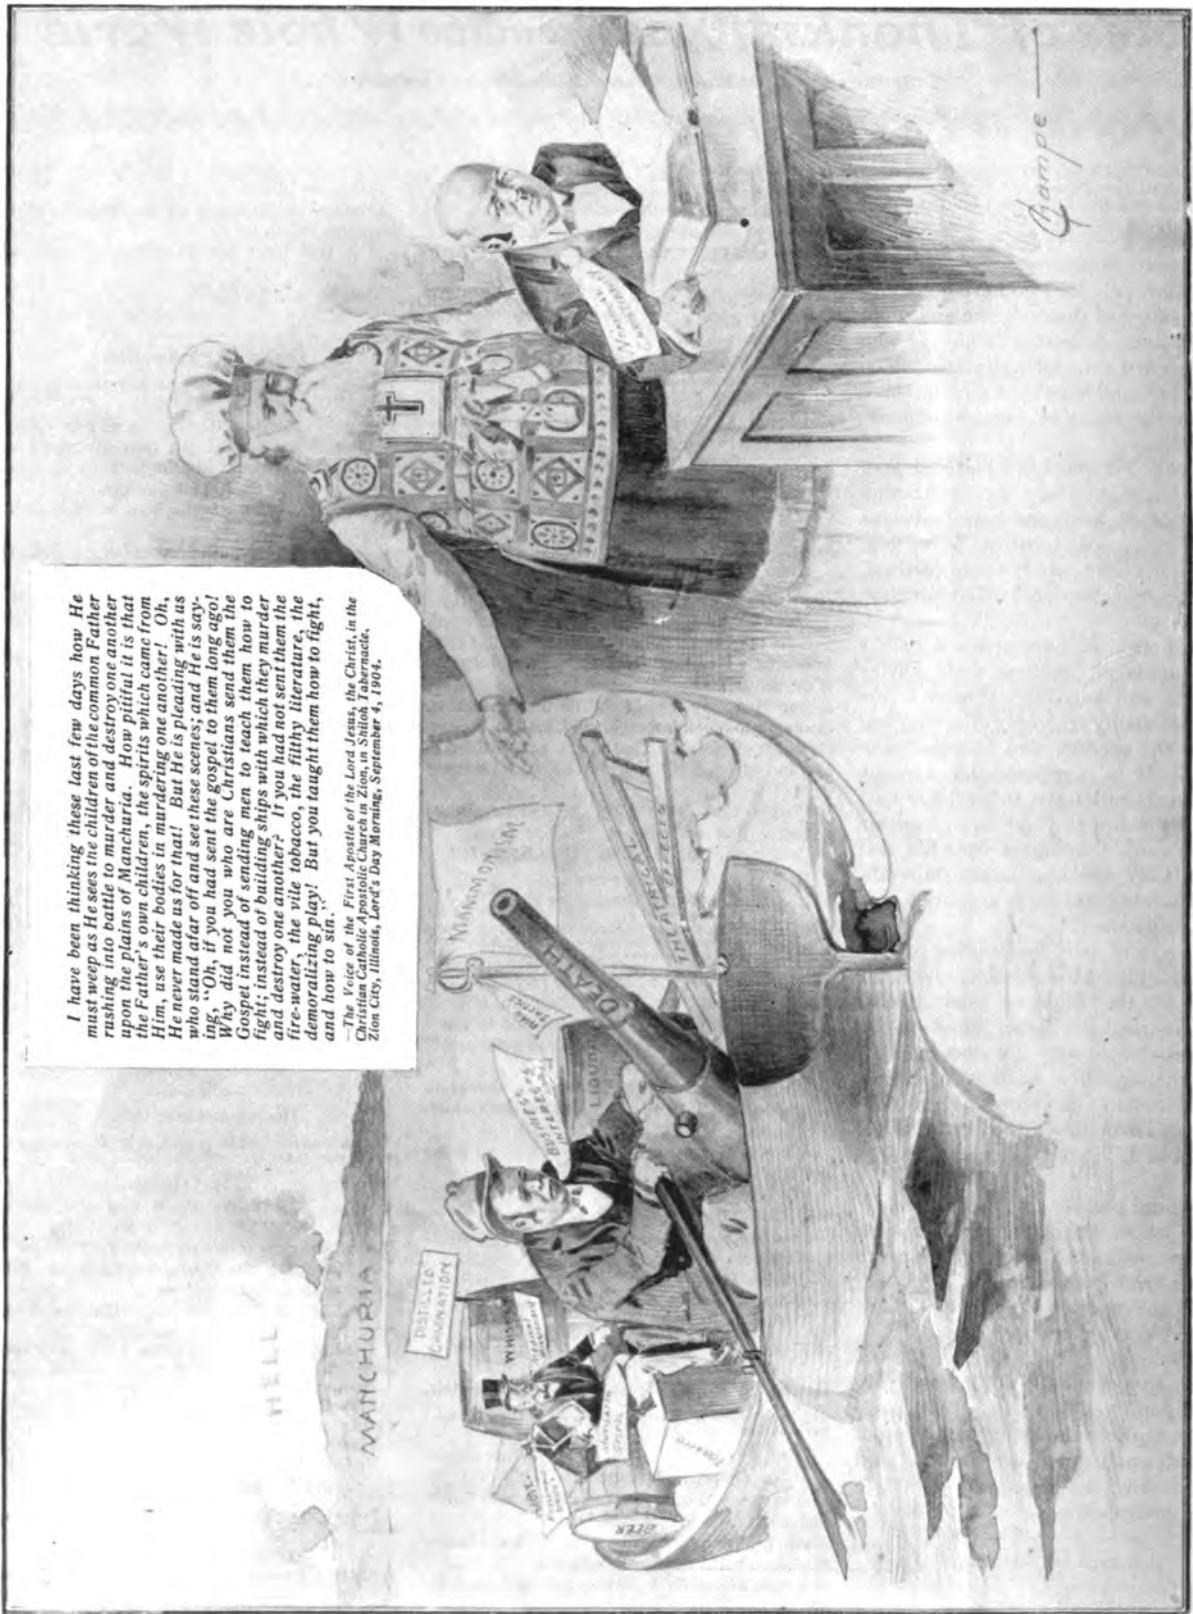 I have been thinking these last few days how He
must weep as He sees the children of the common Father
rushing into battle to murder and destroy one another
upon the plains of Manchuria. How pitiful it is that
the Father's own children, the spirits which came from
Him, use their bodies in murdering one another! Oh,
He never made us for that! But He is pleading with us
who stand afar off and see these scenes; and He is say-
ing, "Oh, if you had sent the gospel to them long ago!
Why did not you who are Christians send them the
Gospel instead of sending men to teach them how to
fight; instead of building ships with which they murder
and destroy one another? If you had not sent them the
fire-water, the vile tobacco, the filthy literature, the
demoralizing play! But you taught them how to fight,
and how to sin."
—The Voice of the First Apostle of the Lord Jesus, the Christ, in the
Christian Catholic Apostolic Church in Zion, in Shiloh Tabernacle,
Zion City, Illinois, Lord's Day Morning, September 4, 1904.
HELL
MANCHURIA
DISTILLED
DAMNATION
WHISKEY
BEER
TOBACCO
BUSINESS
INTERESTS
LIQUOR
WAR
TACTICS
MAMMONISM
DEATH
THEATRICAL
EFFECTS
NOMINAL
CHRISTIANITY
Champe